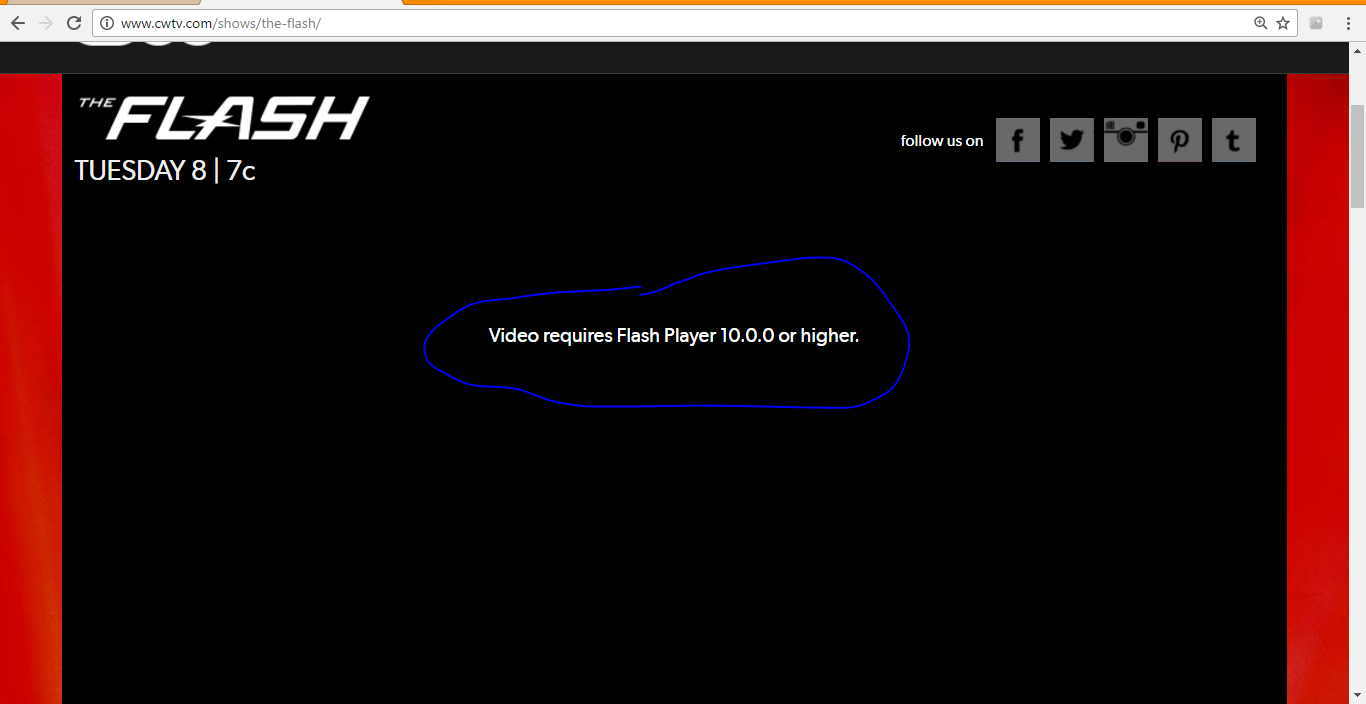 www.cwtv.com/shows/the-flash/
THE FLASH
TUESDAY 8 | 7c
follow us on
Video requires Flash Player 10.0.0 or higher.